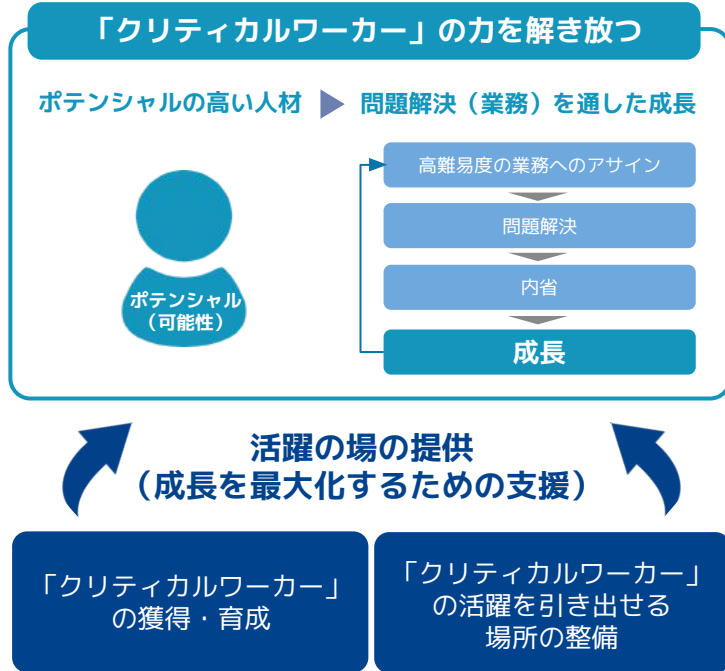 「クリティカルワーカー」の力を解き放つ
ポテンシャルの高い人材
問題解決（業務）を通した成長
ポテンシャル
（可能性）
高難易度の業務へのアサイン
問題解決
内省
成長
活躍の場の提供
（成長を最大化するための支援）
「クリティカルワーカー」
の獲得・育成
「クリティカルワーカー」
の活躍を引き出せる
場所の整備